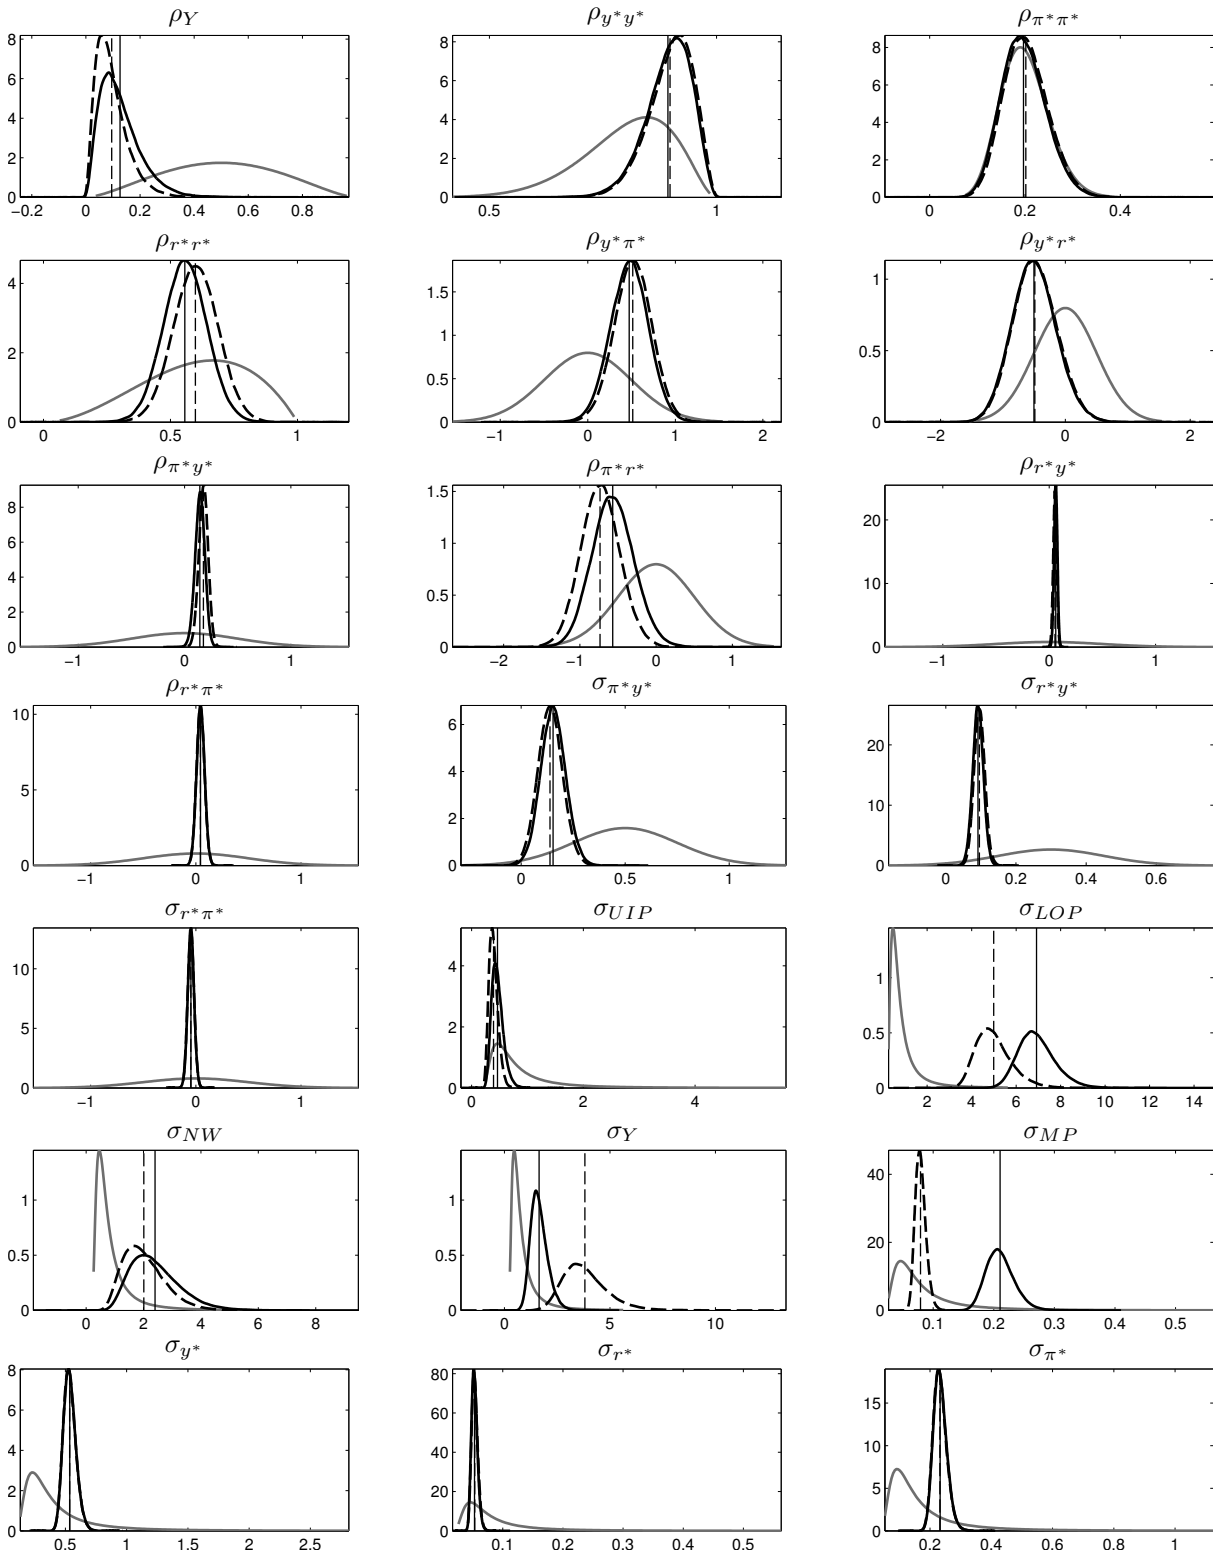 ρ_Y ρ_{y*y*} ρ_{π*π*}
8 8 8
6 6 6
4 4 4
2 2 2
0 0 0
−0.2 0 0.2 0.4 0.6 0.8 0.5 1 0 0.2 0.4
ρ_{r*r*} ρ_{y*π*} ρ_{y*r*}
4 1.5 1
2 1 0.5
0 0.5 0
0
0 0.5 1 −1 0 1 2 −2 0 2
ρ_{π*y*} ρ_{π*r*} ρ_{r*y*}
8 1.5 20
6 1 10
4 0.5 0
2 0
0
−1 0 1 −2 −1 0 1 −1 0 1
ρ_{r*π*} σ_{π*y*} σ_{r*y*}
10 6 20
5 4 10
0 2 0
0
−1 0 1 0 0.5 1 0 0.2 0.4 0.6
σ_{r*π*} σ_{UIP} σ_{LOP}
10 4 1
5 2 0.5
0 0 0
−1 0 1 0 2 4 2 4 6 8 10 12 14
σ_{NW} σ_Y σ_{MP}
1 1 40
0.5 0.5 20
0 0 0
0 2 4 6 8 0 5 10 0.1 0.2 0.3 0.4 0.5
σ_{y*} σ_{r*} σ_{π*}
8 80 15
6 60 10
4 40 5
2 20 0
0 0
0.5 1 1.5 2 2.5 0.1 0.2 0.3 0.4 0.5 0.2 0.4 0.6 0.8 1